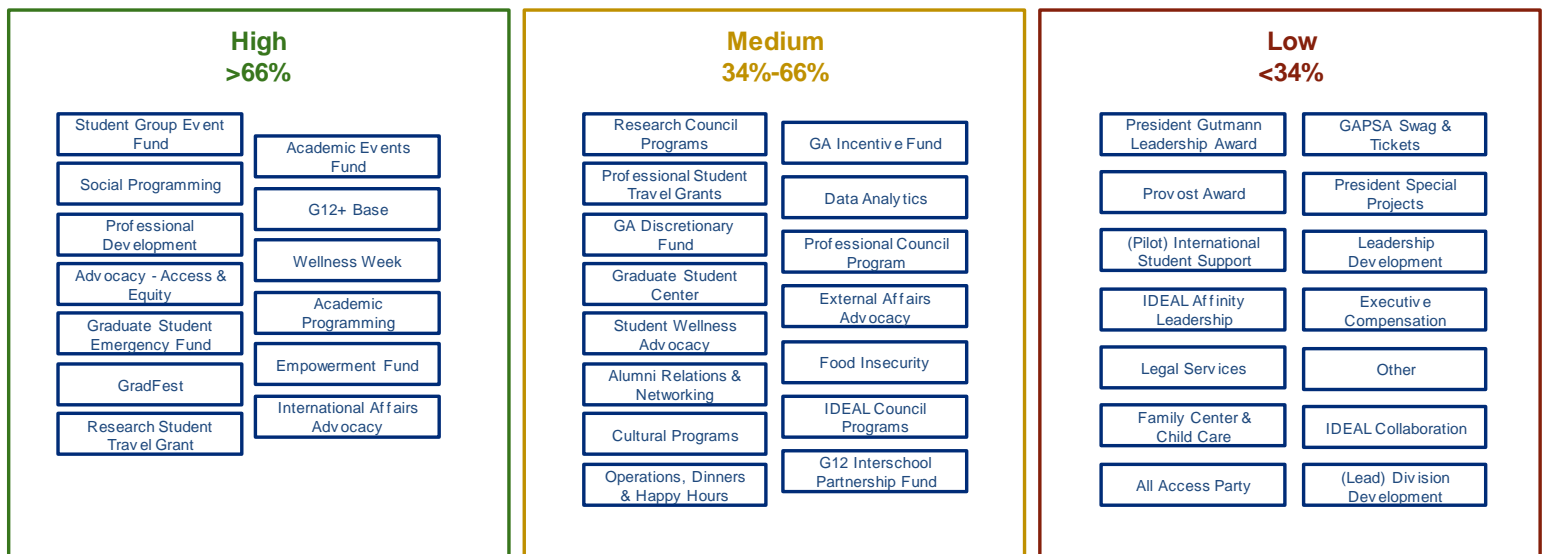 High
>66%
Student Group Event
Fund
Social Programming
Professional
Development
Advocacy - Access &
Equity
Graduate Student
Emergency Fund
GradFest
Research Student
Travel Grant
Academic Events
Fund
G12+ Base
Wellness Week
Academic
Programming
Empowerment Fund
International Affairs
Advocacy
Medium
34%-66%
Research Council
Programs
Professional Student
Travel Grants
GA Discretionary
Fund
Graduate Student
Center
Student Wellness
Advocacy
Alumni Relations &
Networking
Cultural Programs
Operations, Dinners
& Happy Hours
GA Incentive Fund
Data Analytics
Professional Council
Program
External Affairs
Advocacy
Food Insecurity
IDEAL Council
Programs
G12 Interschool
Partnership Fund
Low
<34%
President Gutmann
Leadership Award
Provost Award
(Pilot) International
Student Support
IDEAL Affinity
Leadership
Legal Services
Family Center &
Child Care
All Access Party
GAPSA Swag &
Tickets
President Special
Projects
Leadership
Development
Executive
Compensation
Other
IDEAL Collaboration
(Lead) Division
Development